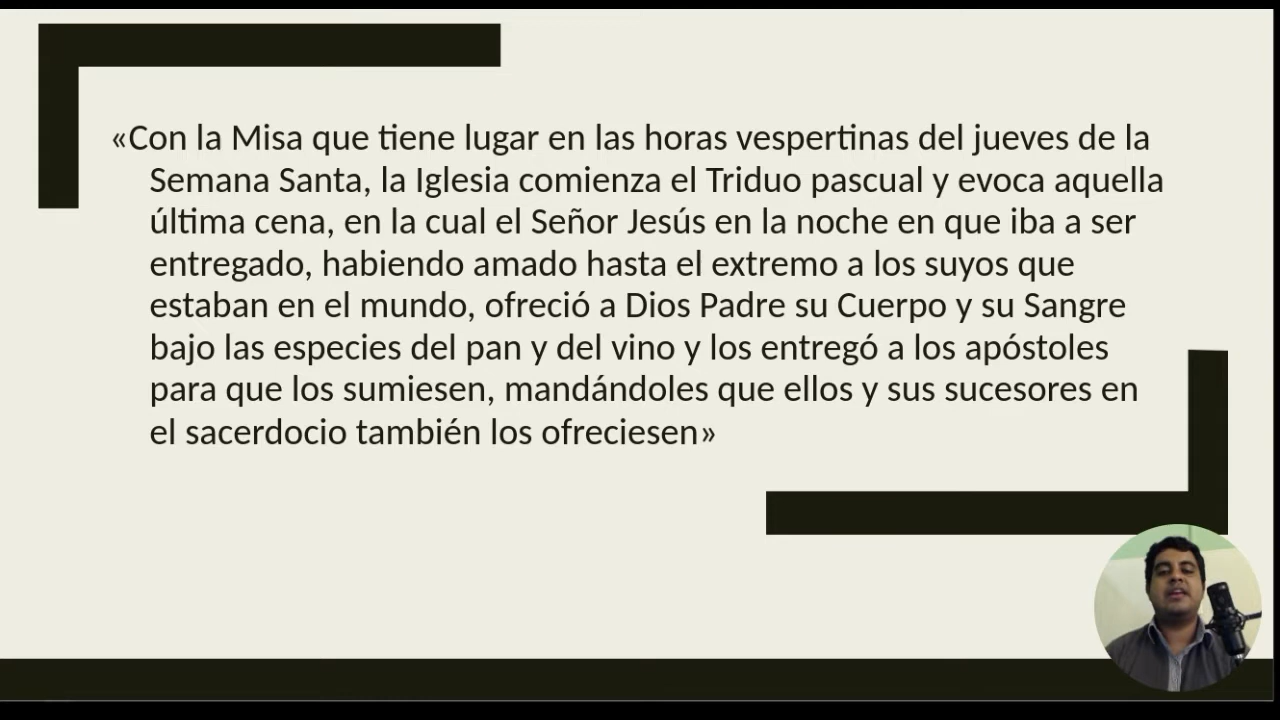 «Con la Misa que tiene lugar en las horas vespertinas del jueves de la
Semana Santa, la Iglesia comienza el Triduo pascual y evoca aquella
última cena, en la cual el Señor Jesús en la noche en que iba a ser
entregado, habiendo amado hasta el extremo a los suyos que
estaban en el mundo, ofreció a Dios Padre su Cuerpo y su Sangre
bajo las especies del pan y del vino y los entregó a los apóstoles
para que los sumiesen, mandándoles que ellos y sus sucesores en
el sacerdocio también los ofreciesen»